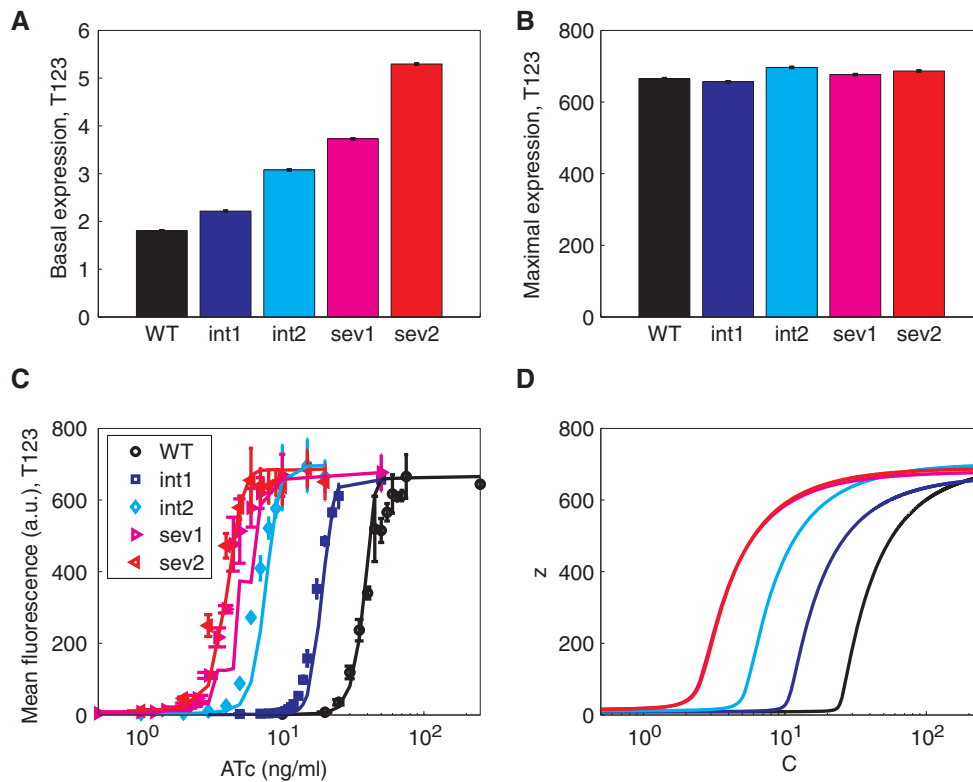 A
Basal expression, T123
6
5
4
3
2
1
0
WT int1 int2 sev1 sev2
B
Maximal expression, T123
800
600
400
200
0
WT int1 int2 sev1 sev2
C
Mean fluorescence (a.u.), T123
800
600
400
200
0
WT
int1
int2
sev1
sev2
10^0 10^1 10^2
ATc (ng/ml)
D
z
800
600
400
200
0
10^0 10^1 10^2
C